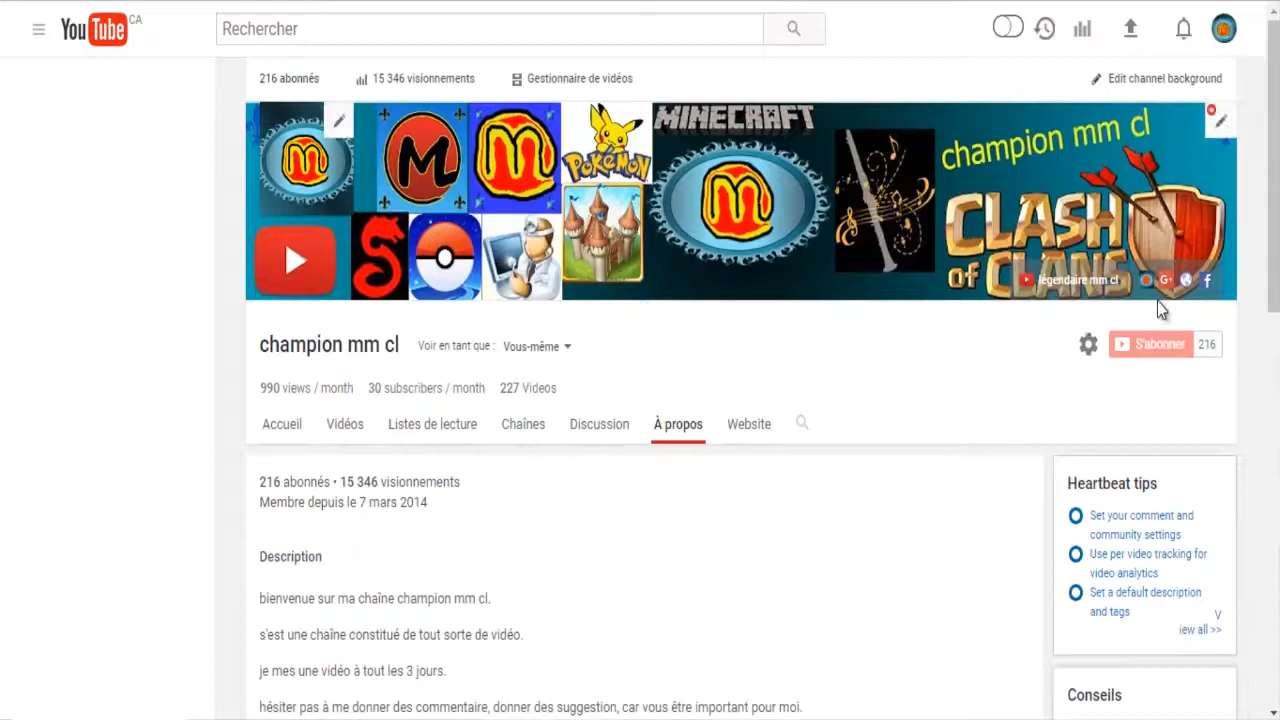 YouTube CA
Rechercher
216 abonnés 15 346 visionnements Gestionnaire de vidéos Edit channel background
MINECRAFT
champion mm cl
M
M
M
M
POKÉMON
CLASH
OF CLANS
S
légendaire mm cl G+ f
champion mm cl Voir en tant que : Vous-même
S'abonner 216
990 views / month 30 subscribers / month 227 Videos
Accueil Vidéos Listes de lecture Chaînes Discussion À propos Website
216 abonnés • 15 346 visionnements
Membre depuis le 7 mars 2014
Description
bienvenue sur ma chaîne champion mm cl.
s'est une chaîne constitué de tout sorte de vidéo.
je mes une vidéo à tout les 3 jours.
hésiter pas à me donner des commentaire, donner des suggestion, car vous être important pour moi.
Heartbeat tips
Set your comment and
community settings
Use per video tracking for
video analytics
Set a default description
and tags
V
iew all >>
Conseils